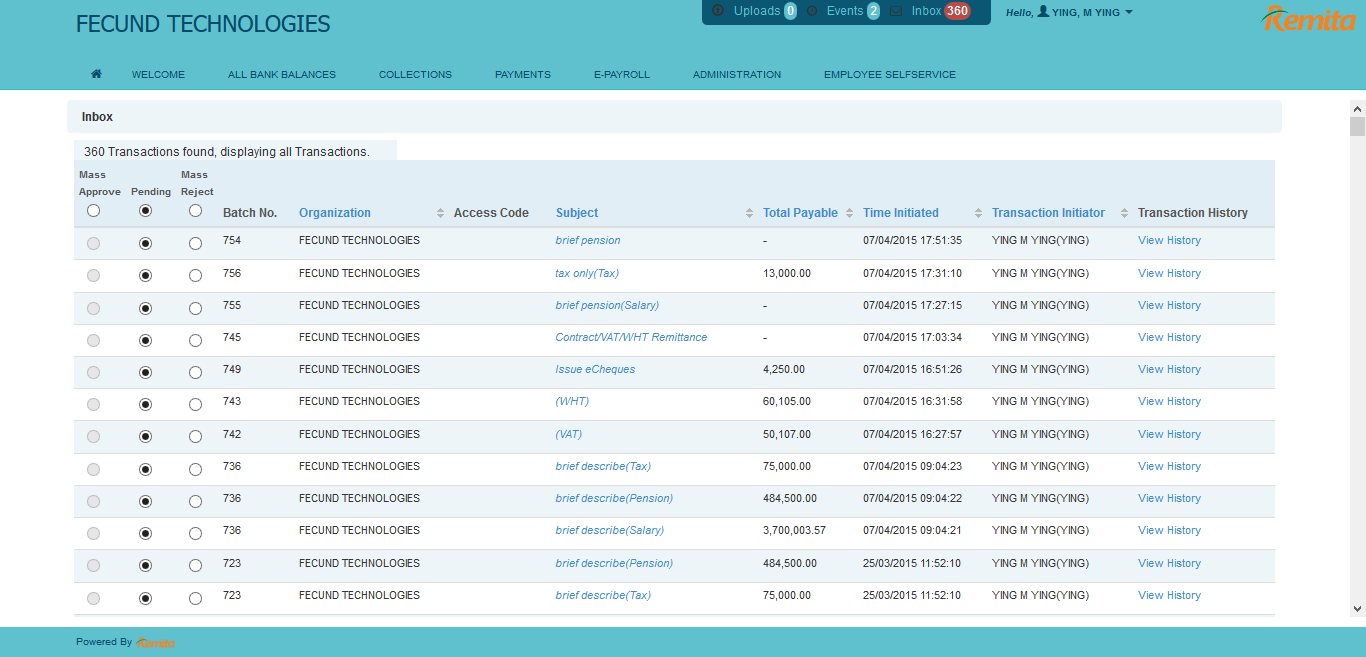 FECUND TECHNOLOGIES
Uploads 0 Events 2 Inbox 360
Hello, YING, M YING
Remita
WELCOME ALL BANK BALANCES COLLECTIONS PAYMENTS E-PAYROLL ADMINISTRATION EMPLOYEE SELFSERVICE
Inbox
360 Transactions found, displaying all Transactions.
Mass Approve Pending Mass Reject Batch No. Organization Access Code Subject Total Payable Time Initiated Transaction Initiator Transaction History
754 FECUND TECHNOLOGIES brief pension - 07/04/2015 17:51:35 YING M YING(YING) View History
756 FECUND TECHNOLOGIES tax only(Tax) 13,000.00 07/04/2015 17:31:10 YING M YING(YING) View History
755 FECUND TECHNOLOGIES brief pension(Salary) - 07/04/2015 17:27:15 YING M YING(YING) View History
745 FECUND TECHNOLOGIES Contract/VAT/WHT Remittance - 07/04/2015 17:03:34 YING M YING(YING) View History
749 FECUND TECHNOLOGIES Issue eCheques 4,250.00 07/04/2015 16:51:26 YING M YING(YING) View History
743 FECUND TECHNOLOGIES (WHT) 60,105.00 07/04/2015 16:31:58 YING M YING(YING) View History
742 FECUND TECHNOLOGIES (VAT) 50,107.00 07/04/2015 16:27:57 YING M YING(YING) View History
736 FECUND TECHNOLOGIES brief describe(Tax) 75,000.00 07/04/2015 09:04:23 YING M YING(YING) View History
736 FECUND TECHNOLOGIES brief describe(Pension) 484,500.00 07/04/2015 09:04:22 YING M YING(YING) View History
736 FECUND TECHNOLOGIES brief describe(Salary) 3,700,003.57 07/04/2015 09:04:21 YING M YING(YING) View History
723 FECUND TECHNOLOGIES brief describe(Pension) 484,500.00 25/03/2015 11:52:10 YING M YING(YING) View History
723 FECUND TECHNOLOGIES brief describe(Tax) 75,000.00 25/03/2015 11:52:10 YING M YING(YING) View History
Powered By Remita